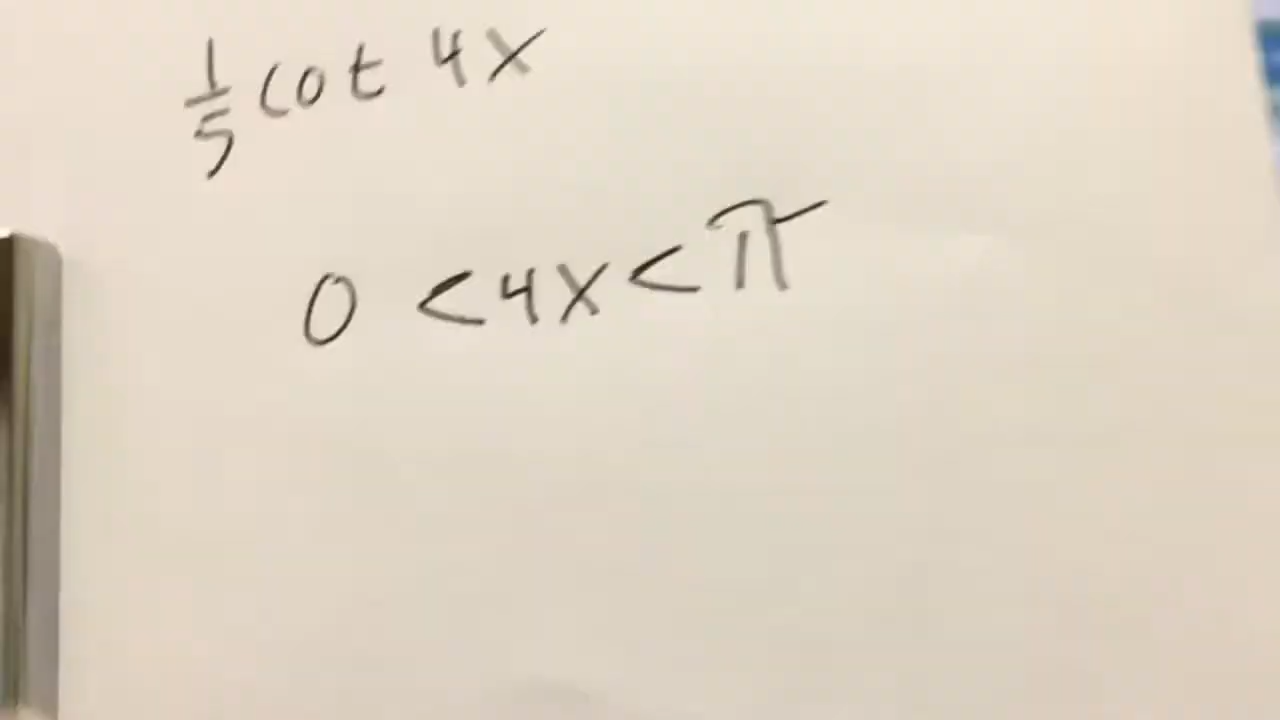 1/5 cot 4x
0 < 4x < π